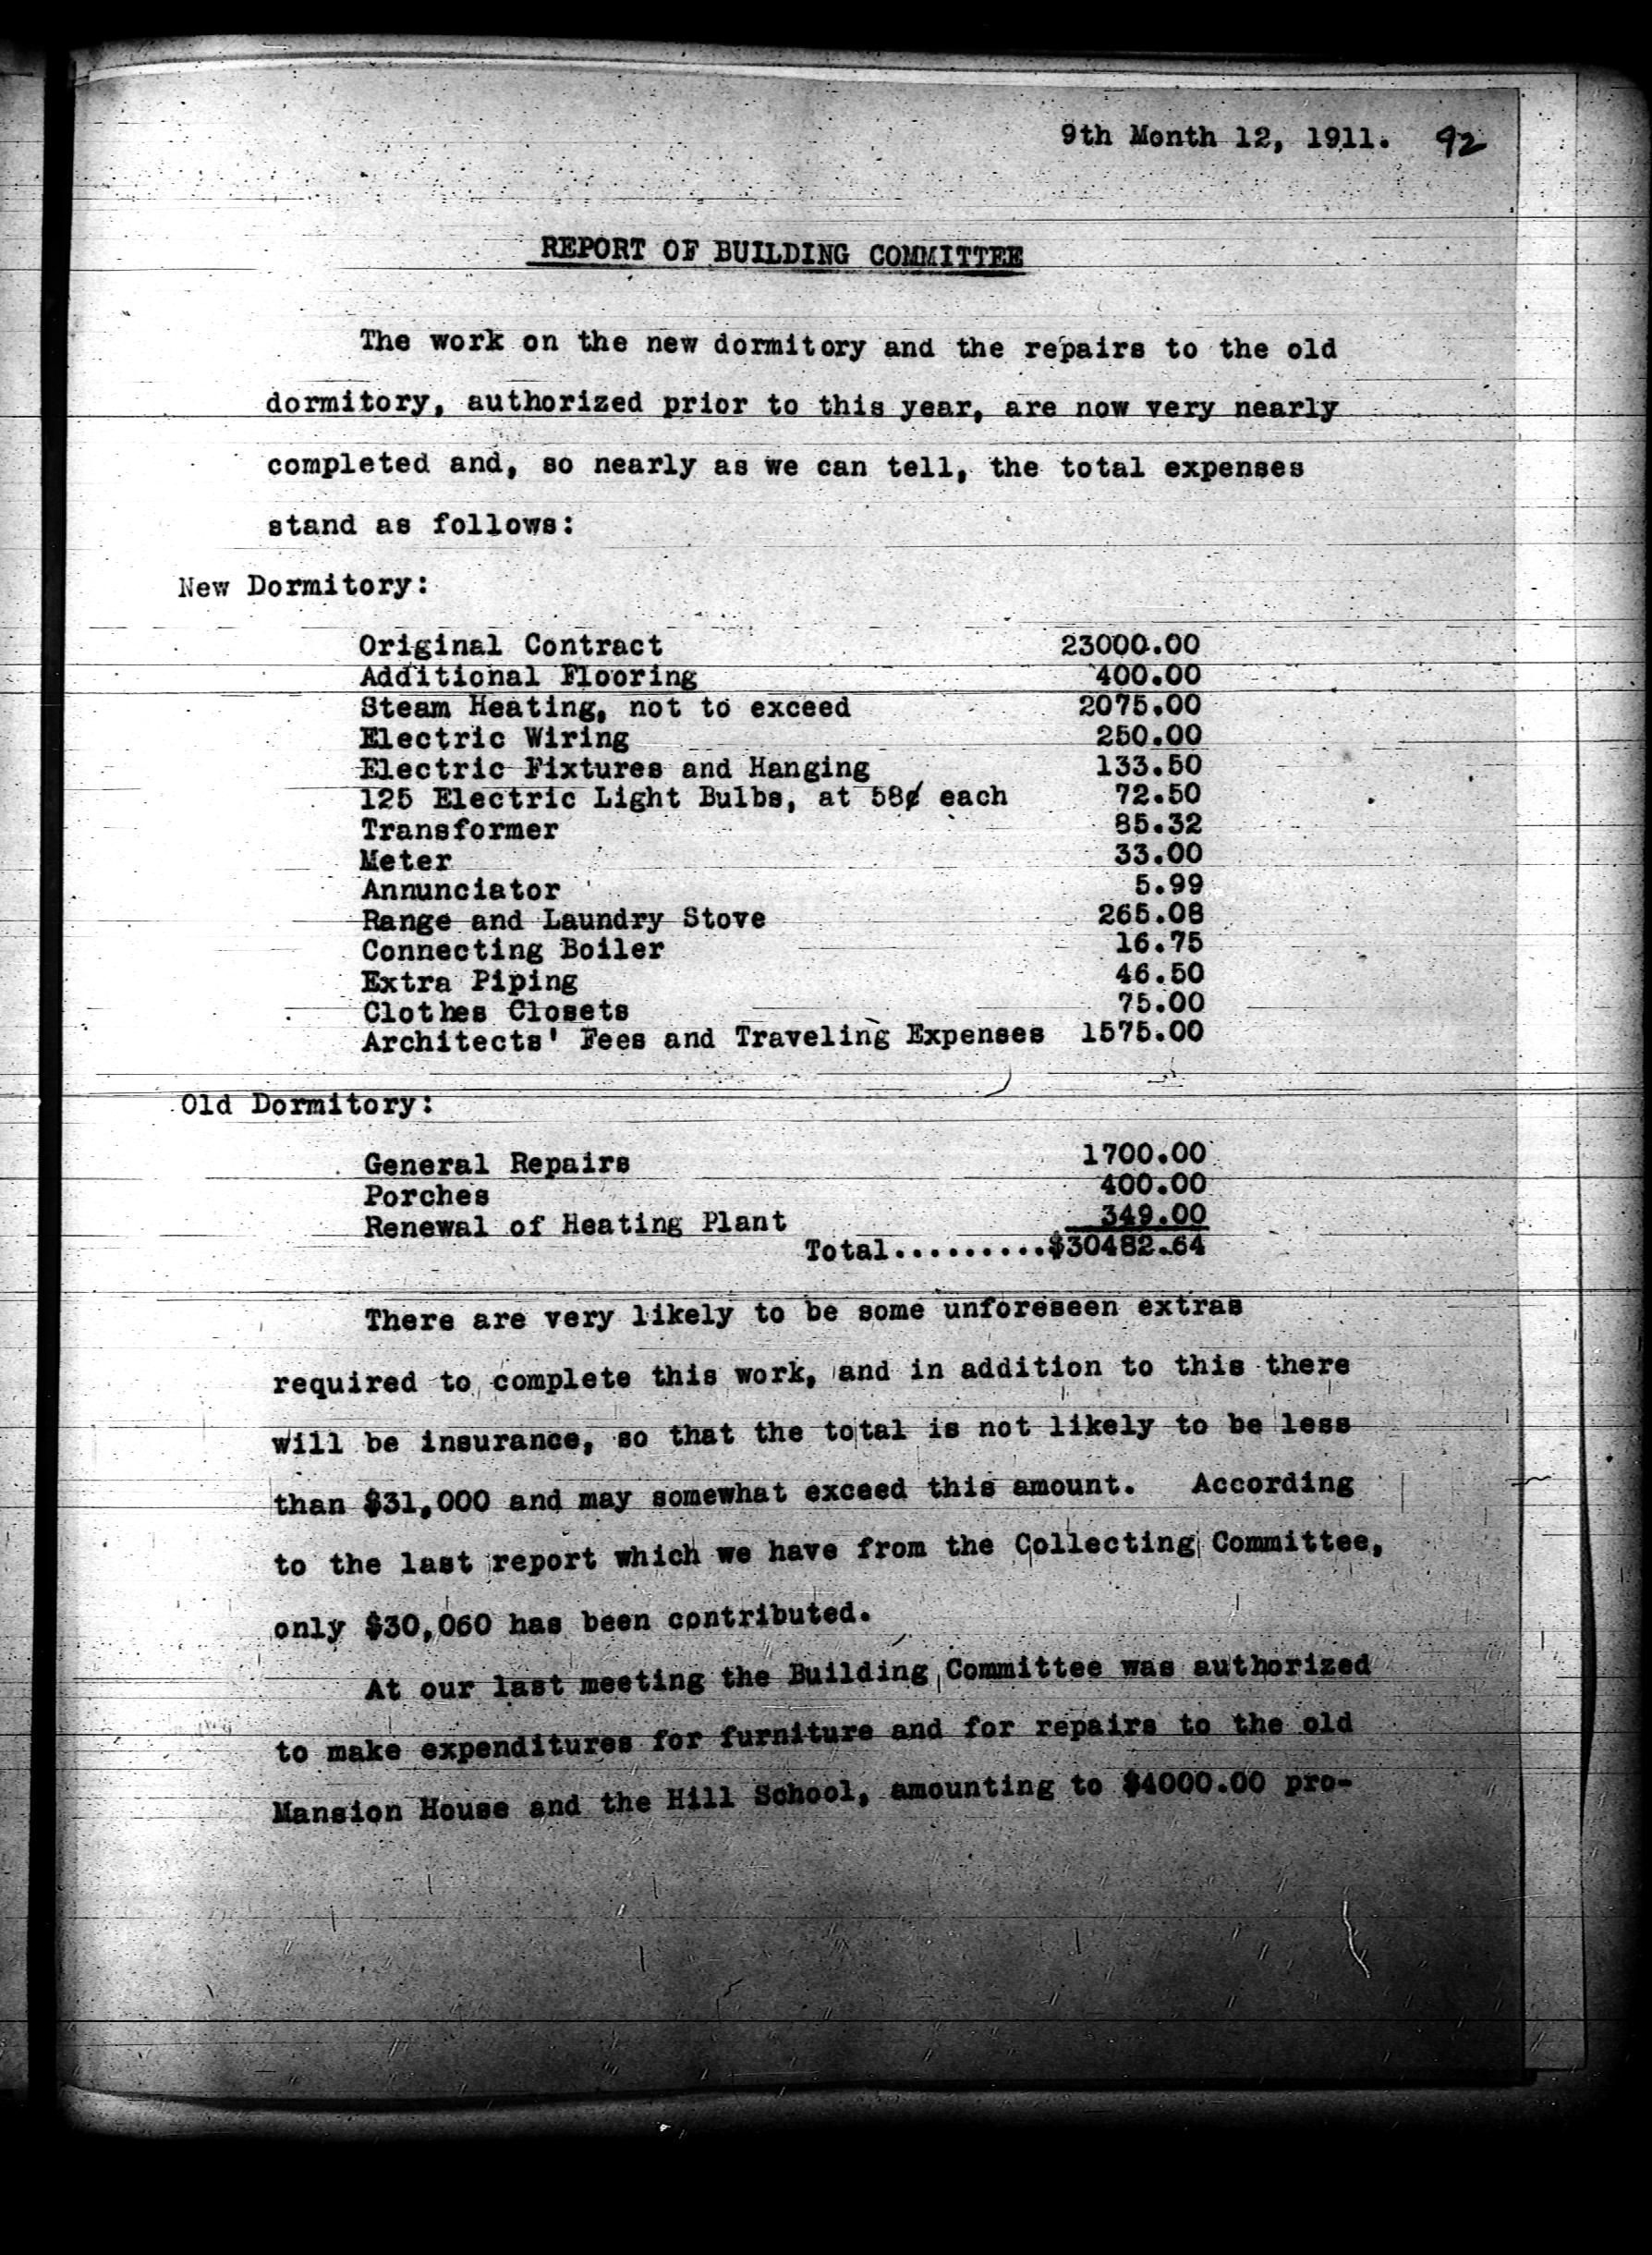 9th Month 12, 1911. 92
REPORT OF BUILDING COMMITTEE
The work on the new dormitory and the repairs to the old
dormitory, authorized prior to this year, are now very nearly
completed and, so nearly as we can tell, the total expenses
stand as follows:
New Dormitory:
Original Contract 23000.00
Additional Flooring 400.00
Steam Heating, not to exceed 2075.00
Electric Wiring 250.00
Electric Fixtures and Hanging 133.50
125 Electric Light Bulbs, at 58¢ each 72.50
Transformer 85.32
Meter 33.00
Annunciator 5.99
Range and Laundry Stove 265.08
Connecting Boiler 16.75
Extra Piping 46.50
Clothes Closets 75.00
Architects' Fees and Traveling Expenses 1575.00
Old Dormitory:
General Repairs 1700.00
Porches 400.00
Renewal of Heating Plant 349.00
Total.........$30482.64
There are very likely to be some unforeseen extras
required to complete this work, and in addition to this there
will be insurance, so that the total is not likely to be less
than $31,000 and may somewhat exceed this amount. According
to the last report which we have from the Collecting Committee,
only $30,060 has been contributed.
At our last meeting the Building Committee was authorized
to make expenditures for furniture and for repairs to the old
Mansion House and the Hill School, amounting to $4000.00 pro-